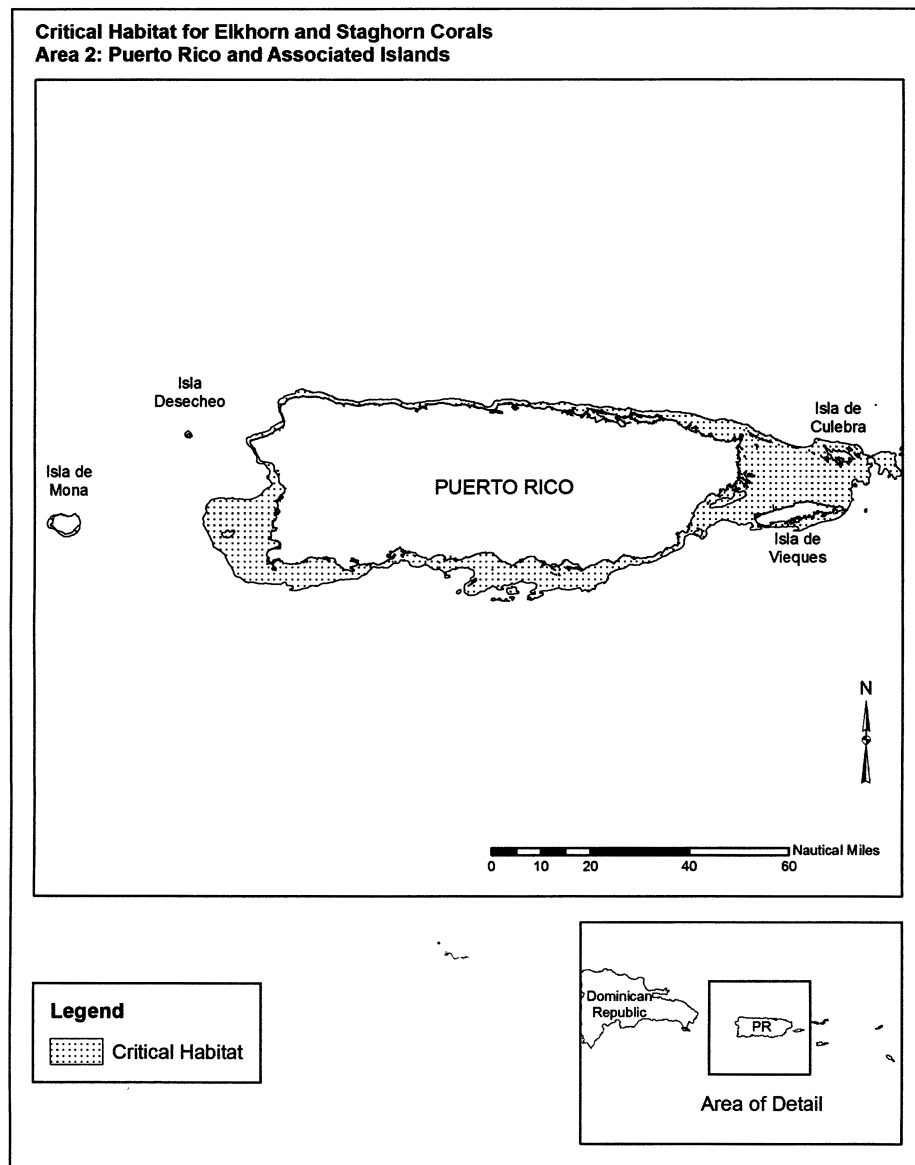 Critical Habitat for Elkhorn and Staghorn Corals
Area 2: Puerto Rico and Associated Islands
Isla
Desecheo
Isla de
Mona
PUERTO RICO
Isla de
Culebra
Isla de
Vieques
N
Nautical Miles
0 10 20 40 60
Legend
Critical Habitat
Dominican
Republic
PR
Area of Detail